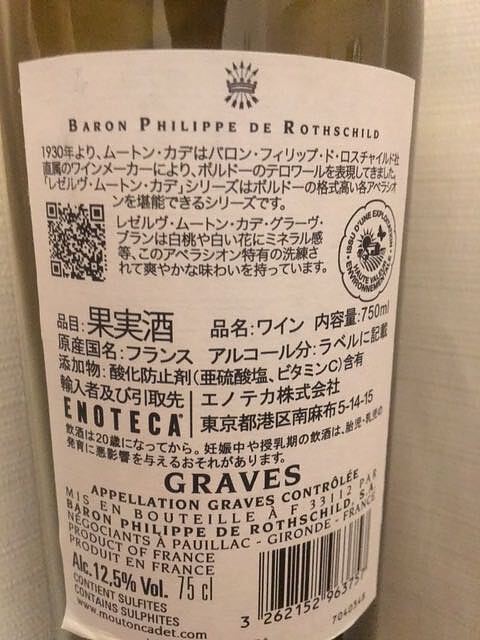 BARON PHILIPPE DE ROTHSCHILD
1930年より、ムートン・カデはバロン・フィリップ・ド・ロスチャイルド社
直属のワインメーカーにより、ボルドーのテロワールを表現してきました。
「レゼルヴ・ムートン・カデ」シリーズはボルドーの格式高い各アペラシオ
ンを堪能できるシリーズです。
レゼルヴ・ムートン・カデ・グラーヴ・
ブランは白桃や白い花にミネラル感
等、このアペラシオン特有の洗練さ
れて爽やかな味わいを持っています。
ISSU D'UNE EXPLOITATION
HAUTE VALEUR
ENVIRONNEMENTALE
品目:果実酒 品名:ワイン 内容量:750ml
原産国名:フランス アルコール分:ラベルに記載
添加物:酸化防止剤(亜硫酸塩、ビタミンC)含有
輸入者及び引取先 エノテカ株式会社
ENOTECA 東京都港区南麻布5-14-15
飲酒は20歳になってから。妊娠中や授乳期の飲酒は、胎児・乳児の
発育に悪影響を与えるおそれがあります。
GRAVES
APPELLATION GRAVES CONTRÔLÉE
MIS EN BOUTEILLE À F 33112 PAR
BARON PHILIPPE DE ROTHSCHILD, S.A.
NÉGOCIANTS À PAUILLAC - GIRONDE - FRANCE
PRODUCT OF FRANCE
PRODUIT EN FRANCE
Alc. 12,5% Vol. 75 cl
CONTIENT SULFITES
CONTAINS SULPHITES
www.moutoncadet.com
3 262152 963757
7040348